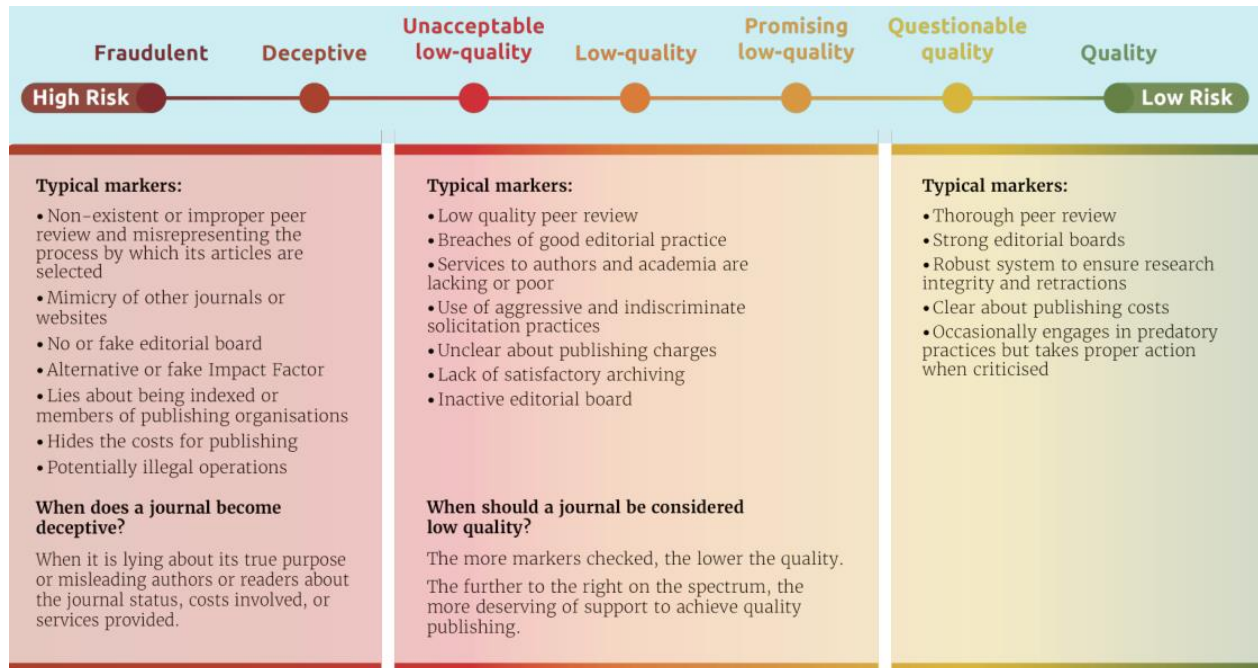 Fraudulent
Deceptive
Unacceptable
low-quality
Low-quality
Promising
low-quality
Questionable
quality
Quality
High Risk
Low Risk
Typical markers:
• Non-existent or improper peer
review and misrepresenting the
process by which its articles are
selected
• Mimicry of other journals or
websites
• No or fake editorial board
• Alternative or fake Impact Factor
• Lies about being indexed or
members of publishing organisations
• Hides the costs for publishing
• Potentially illegal operations
When does a journal become
deceptive?
When it is lying about its true purpose
or misleading authors or readers about
the journal status, costs involved, or
services provided.
Typical markers:
• Low quality peer review
• Breaches of good editorial practice
• Services to authors and academia are
lacking or poor
• Use of aggressive and indiscriminate
solicitation practices
• Unclear about publishing charges
• Lack of satisfactory archiving
• Inactive editorial board
When should a journal be considered
low quality?
The more markers checked, the lower the quality.
The further to the right on the spectrum, the
more deserving of support to achieve quality
publishing.
Typical markers:
• Thorough peer review
• Strong editorial boards
• Robust system to ensure research
integrity and retractions
• Clear about publishing costs
• Occasionally engages in predatory
practices but takes proper action
when criticised